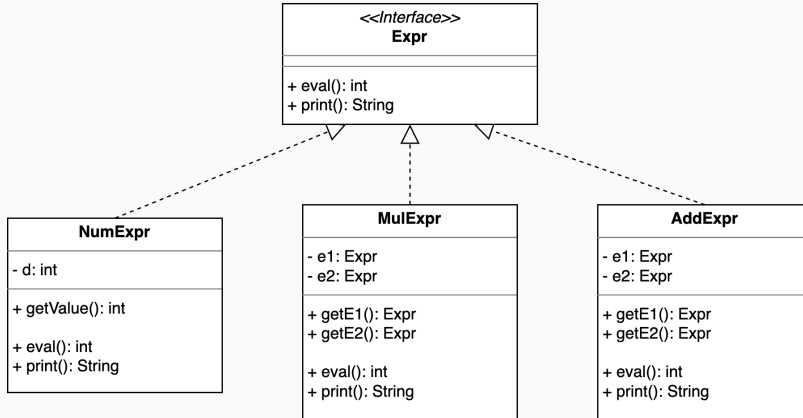 <<Interface>>
Expr
+ eval(): int
+ print(): String
NumExpr
- d: int
+ getValue(): int
+ eval(): int
+ print(): String
MulExpr
- e1: Expr
- e2: Expr
+ getE1(): Expr
+ getE2(): Expr
+ eval(): int
+ print(): String
AddExpr
- e1: Expr
- e2: Expr
+ getE1(): Expr
+ getE2(): Expr
+ eval(): int
+ print(): String